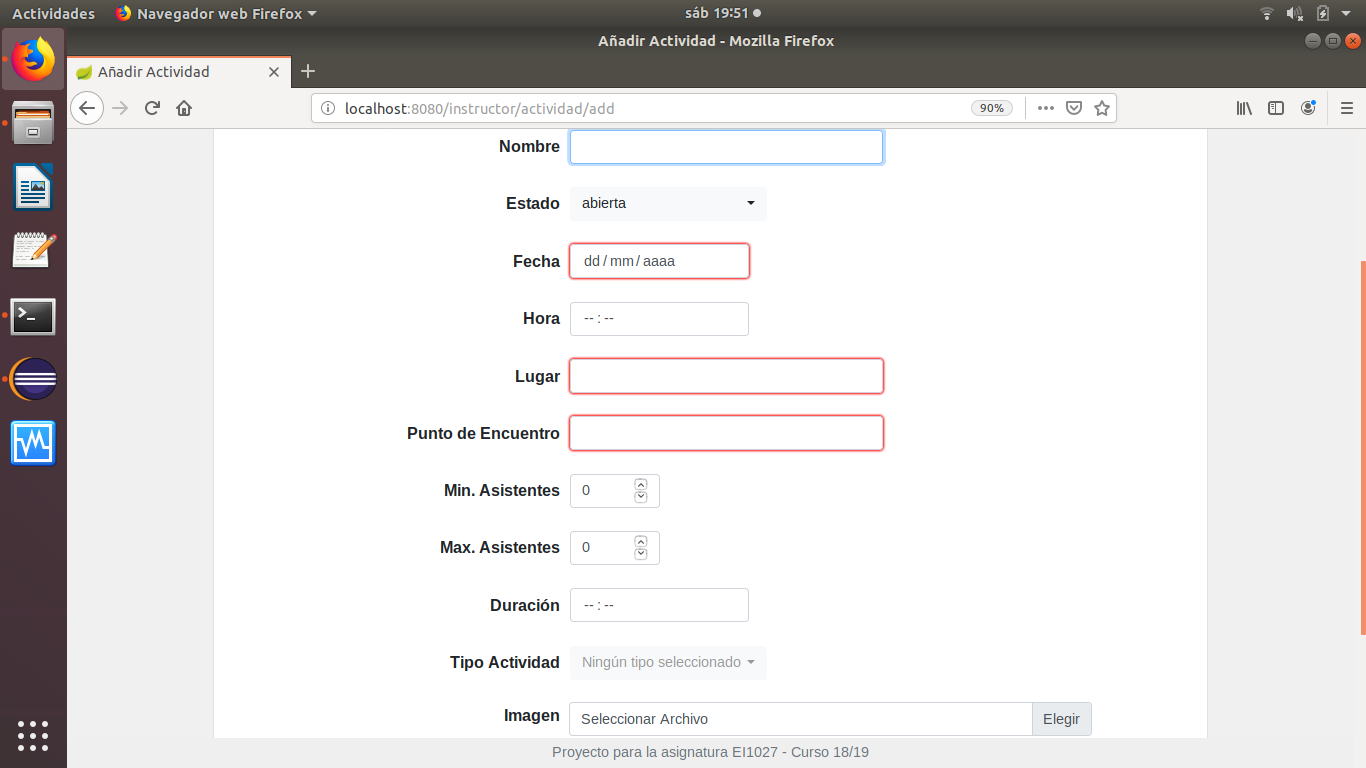 Actividades Navegador web Firefox sáb 19:51
Añadir Actividad - Mozilla Firefox
Añadir Actividad
localhost:8080/instructor/actividad/add 90%
Nombre
Estado abierta
Fecha dd / mm / aaaa
Hora -- : --
Lugar
Punto de Encuentro
Min. Asistentes 0
Max. Asistentes 0
Duración -- : --
Tipo Actividad Ningún tipo seleccionado
Imagen Seleccionar Archivo Elegir
Proyecto para la asignatura EI1027 - Curso 18/19